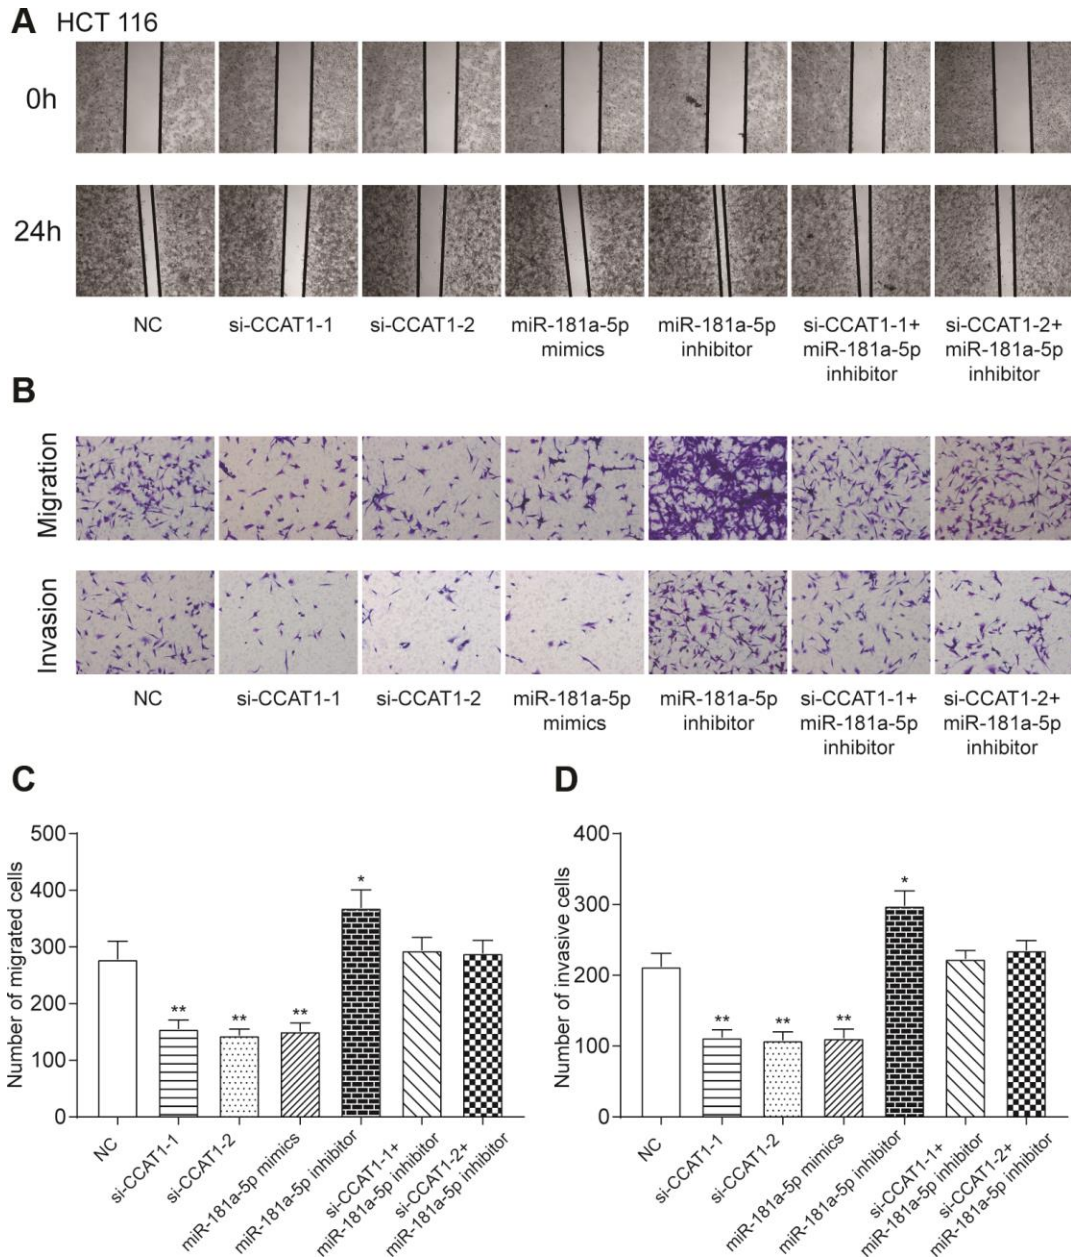 A HCT 116
0h
24h
NC
si-CCAT1-1
si-CCAT1-2
miR-181a-5p
mimics
miR-181a-5p
inhibitor
si-CCAT1-1+
miR-181a-5p
inhibitor
si-CCAT1-2+
miR-181a-5p
inhibitor
B
Migration
Invasion
NC
si-CCAT1-1
si-CCAT1-2
miR-181a-5p
mimics
miR-181a-5p
inhibitor
si-CCAT1-1+
miR-181a-5p
inhibitor
si-CCAT1-2+
miR-181a-5p
inhibitor
C
Number of migrated cells
500
400
300
200
100
0
**
**
**
*
NC
si-CCAT1-1
si-CCAT1-2
miR-181a-5p mimics
miR-181a-5p inhibitor
si-CCAT1-1+
miR-181a-5p inhibitor
si-CCAT1-2+
miR-181a-5p inhibitor
D
Number of invasive cells
400
300
200
100
0
**
**
**
*
NC
si-CCAT1-1
si-CCAT1-2
miR-181a-5p mimics
miR-181a-5p inhibitor
si-CCAT1-1+
miR-181a-5p inhibitor
si-CCAT1-2+
miR-181a-5p inhibitor